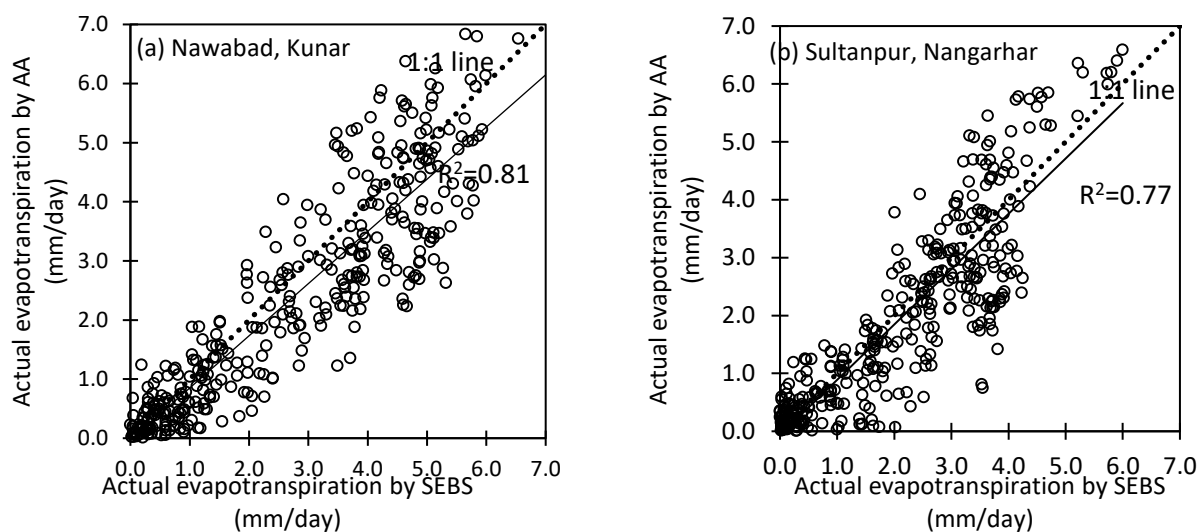 Actual evapotranspiration by AA
(mm/day)
7.0
6.0
5.0
4.0
3.0
2.0
1.0
0.0
(a) Nawabad, Kunar
1:1 line
R²=0.81
0.0 1.0 2.0 3.0 4.0 5.0 6.0 7.0
Actual evapotranspiration by SEBS
(mm/day)
Actual evapotranspiration by AA
(mm/day)
7.0
6.0
5.0
4.0
3.0
2.0
1.0
0.0
(b) Sultanpur, Nangarhar
1:1 line
R²=0.77
0.0 1.0 2.0 3.0 4.0 5.0 6.0 7.0
Actual evapotranspiration by SEBS
(mm/day)